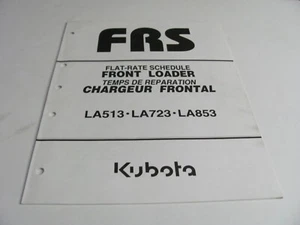 FRS
FLAT-RATE SCHEDULE
FRONT LOADER
TEMPS DE REPARATION
CHARGEUR FRONTAL
LA513・LA723・LA853
Kubota